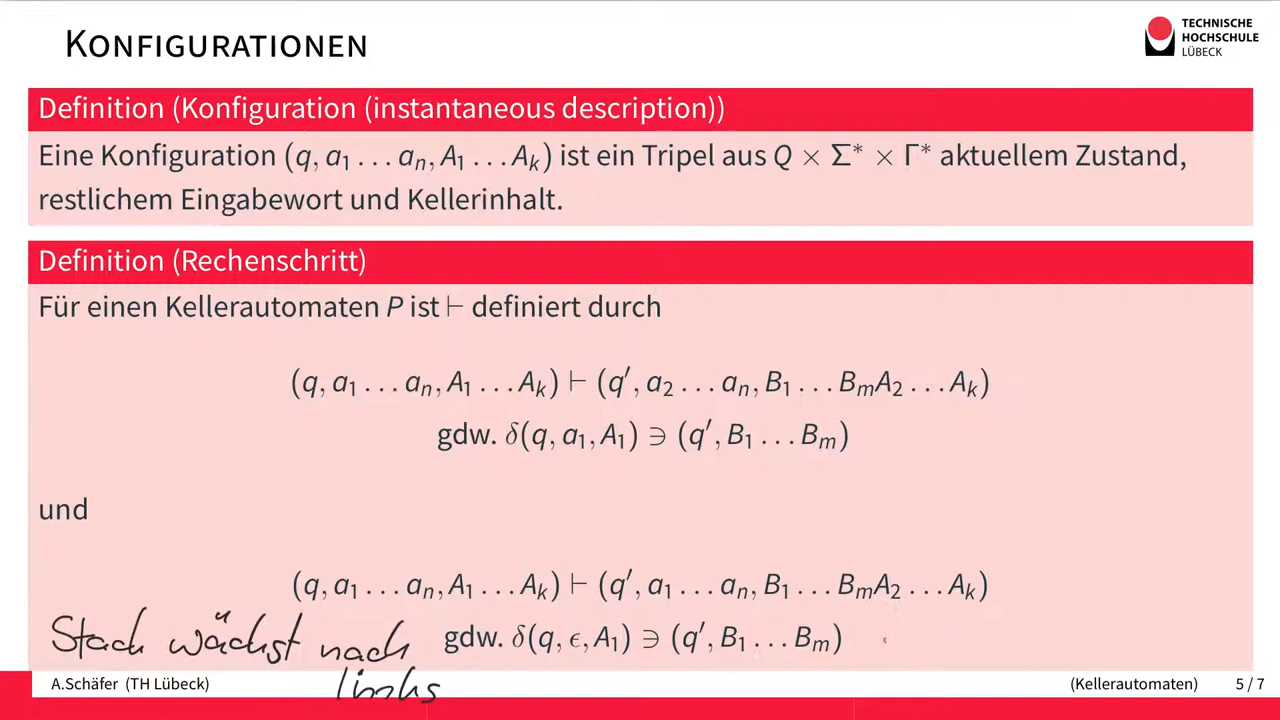 KONFIGURATIONEN
TECHNISCHE
HOCHSCHULE
LÜBECK
Definition (Konfiguration (instantaneous description))
Eine Konfiguration (q, a₁ … aₙ, A₁ … Aₖ) ist ein Tripel aus Q × Σ* × Γ* aktuellem Zustand,
restlichem Eingabewort und Kellerinhalt.
Definition (Rechenschritt)
Für einen Kellerautomaten P ist ⊢ definiert durch
(q, a₁ … aₙ, A₁ … Aₖ) ⊢ (q′, a₂ … aₙ, B₁ … BₘA₂ … Aₖ)
gdw. δ(q, a₁, A₁) ∋ (q′, B₁ … Bₘ)
und
(q, a₁ … aₙ, A₁ … Aₖ) ⊢ (q′, a₁ … aₙ, B₁ … BₘA₂ … Aₖ)
gdw. δ(q, ϵ, A₁) ∋ (q′, B₁ … Bₘ)
Stack wächst nach
links
A.Schäfer (TH Lübeck) (Kellerautomaten) 5 / 7